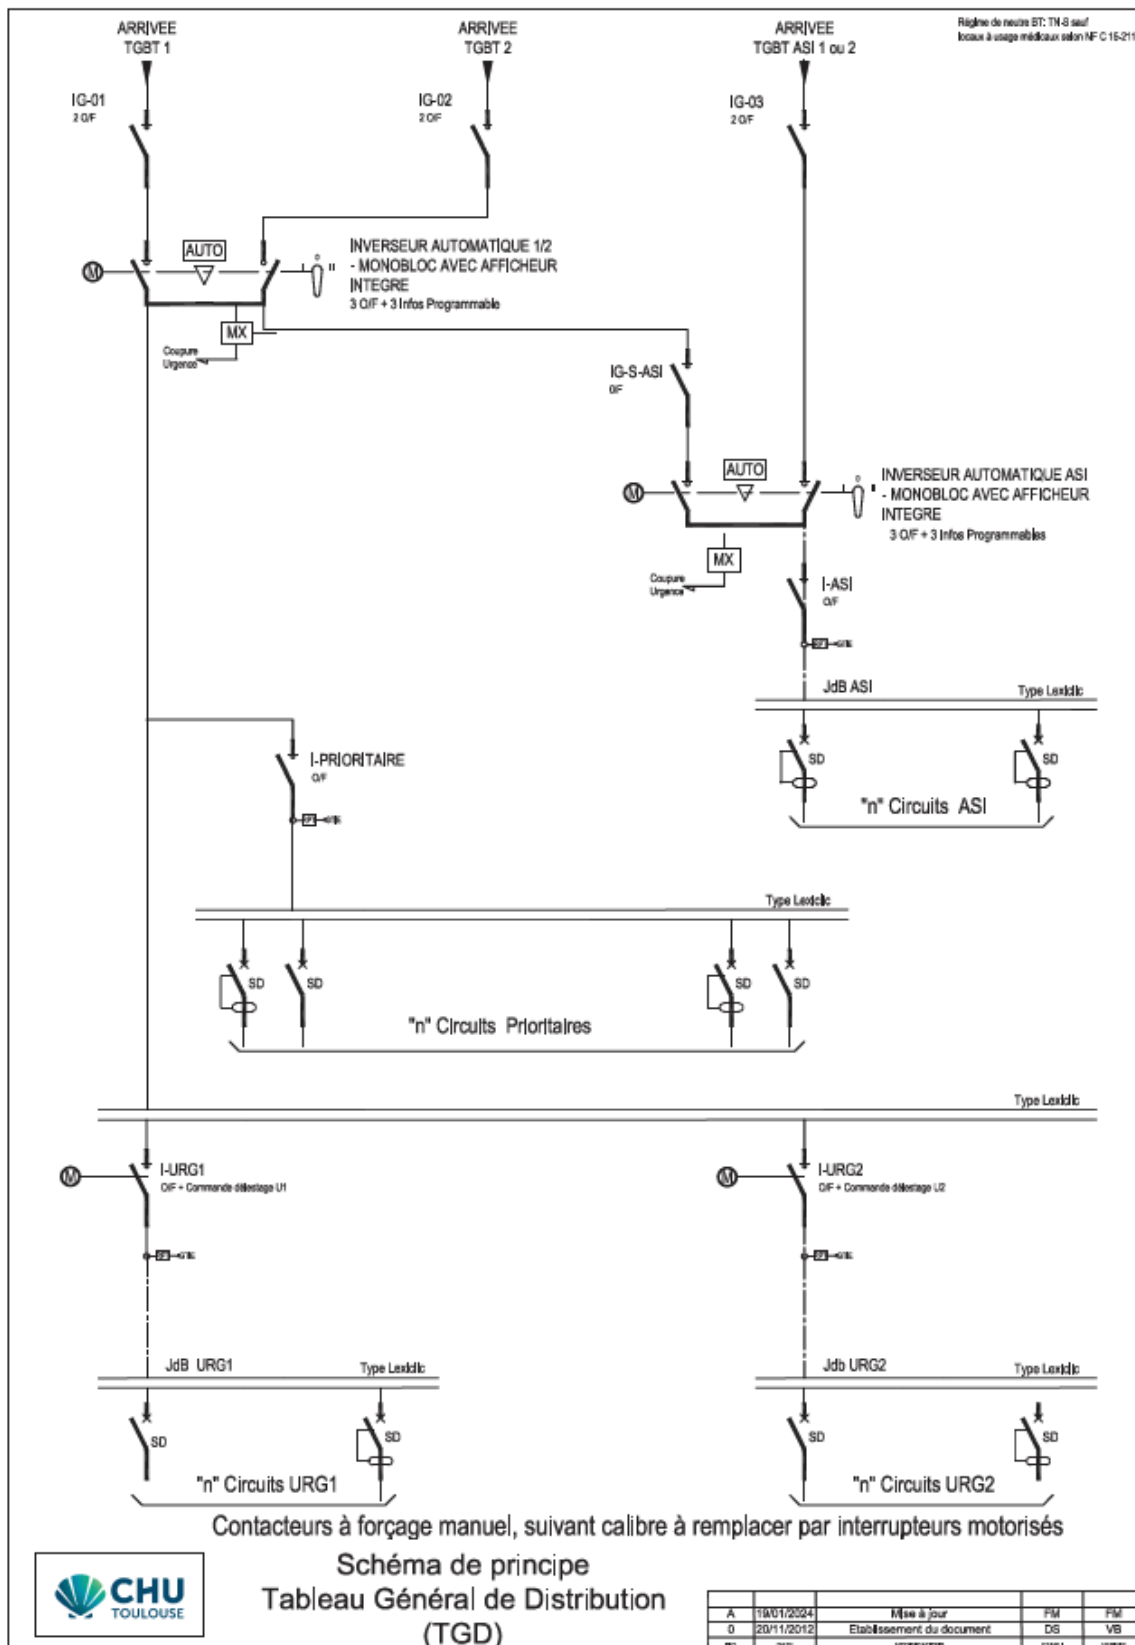 ARRIVEE
TGBT 1
ARRIVEE
TGBT 2
ARRIVEE
TGBT ASI 1 ou 2
Régime de neutre BT: TN-S sauf
locaux à usage médicaux selon NF C 15-211
IG-01
2 O/F
IG-02
2 O/F
IG-03
2 O/F
AUTO
M
INVERSEUR AUTOMATIQUE 1/2
- MONOBLOC AVEC AFFICHEUR
INTEGRE
3 O/F + 3 Infos Programmable
0
I II
MX
Coupure
Urgence
IG-S-ASI
O/F
AUTO
M
INVERSEUR AUTOMATIQUE ASI
- MONOBLOC AVEC AFFICHEUR
INTEGRE
3 O/F + 3 Infos Programmables
0
I II
MX
Coupure
Urgence
I-ASI
O/F
JdB ASI
Type Lexiclic
SD
SD
"n" Circuits ASI
I-PRIORITAIRE
O/F
Type Lexiclic
SD
SD
SD
SD
"n" Circuits Prioritaires
Type Lexiclic
M
I-URG1
O/F + Commande délestage U1
M
I-URG2
O/F + Commande délestage U2
JdB URG1
Type Lexiclic
Jdb URG2
Type Lexiclic
SD
SD
"n" Circuits URG1
SD
SD
"n" Circuits URG2
Contacteurs à forçage manuel, suivant calibre à remplacer par interrupteurs motorisés
CHU
TOULOUSE
Schéma de principe
Tableau Général de Distribution
(TGD)
A 19/01/2024 Mise à jour FM FM
0 20/11/2012 Etablissement du document DS VB